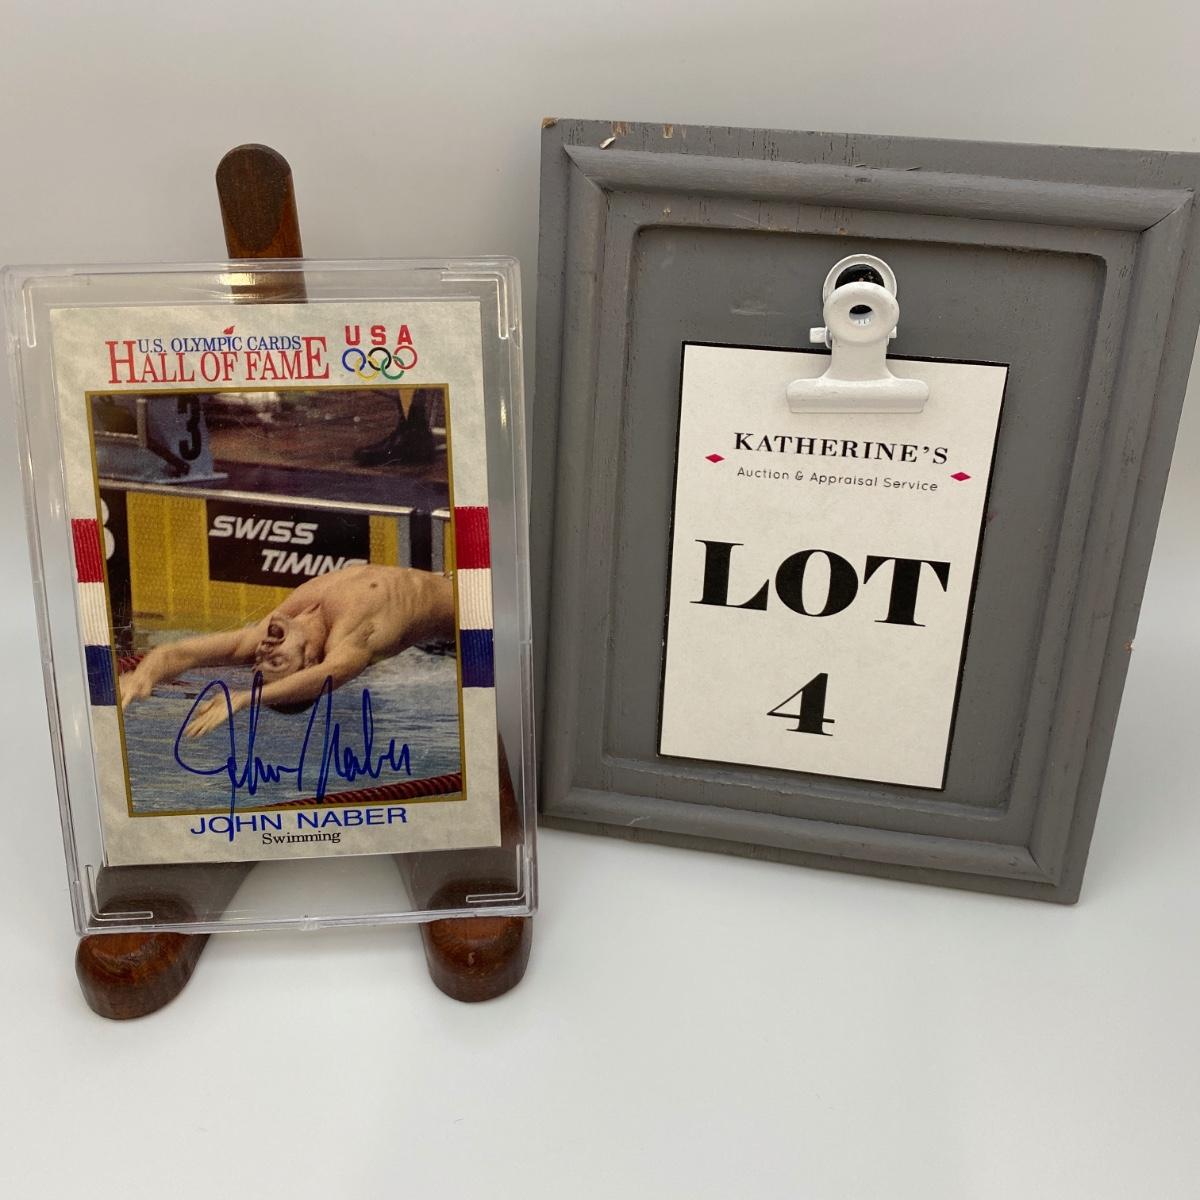 U.S. OLYMPIC CARDS
HALL OF FAME
USA
3
SWISS
TIMING
John Naber
JOHN NABER
Swimming
KATHERINE'S
Auction & Appraisal Service
LOT
4